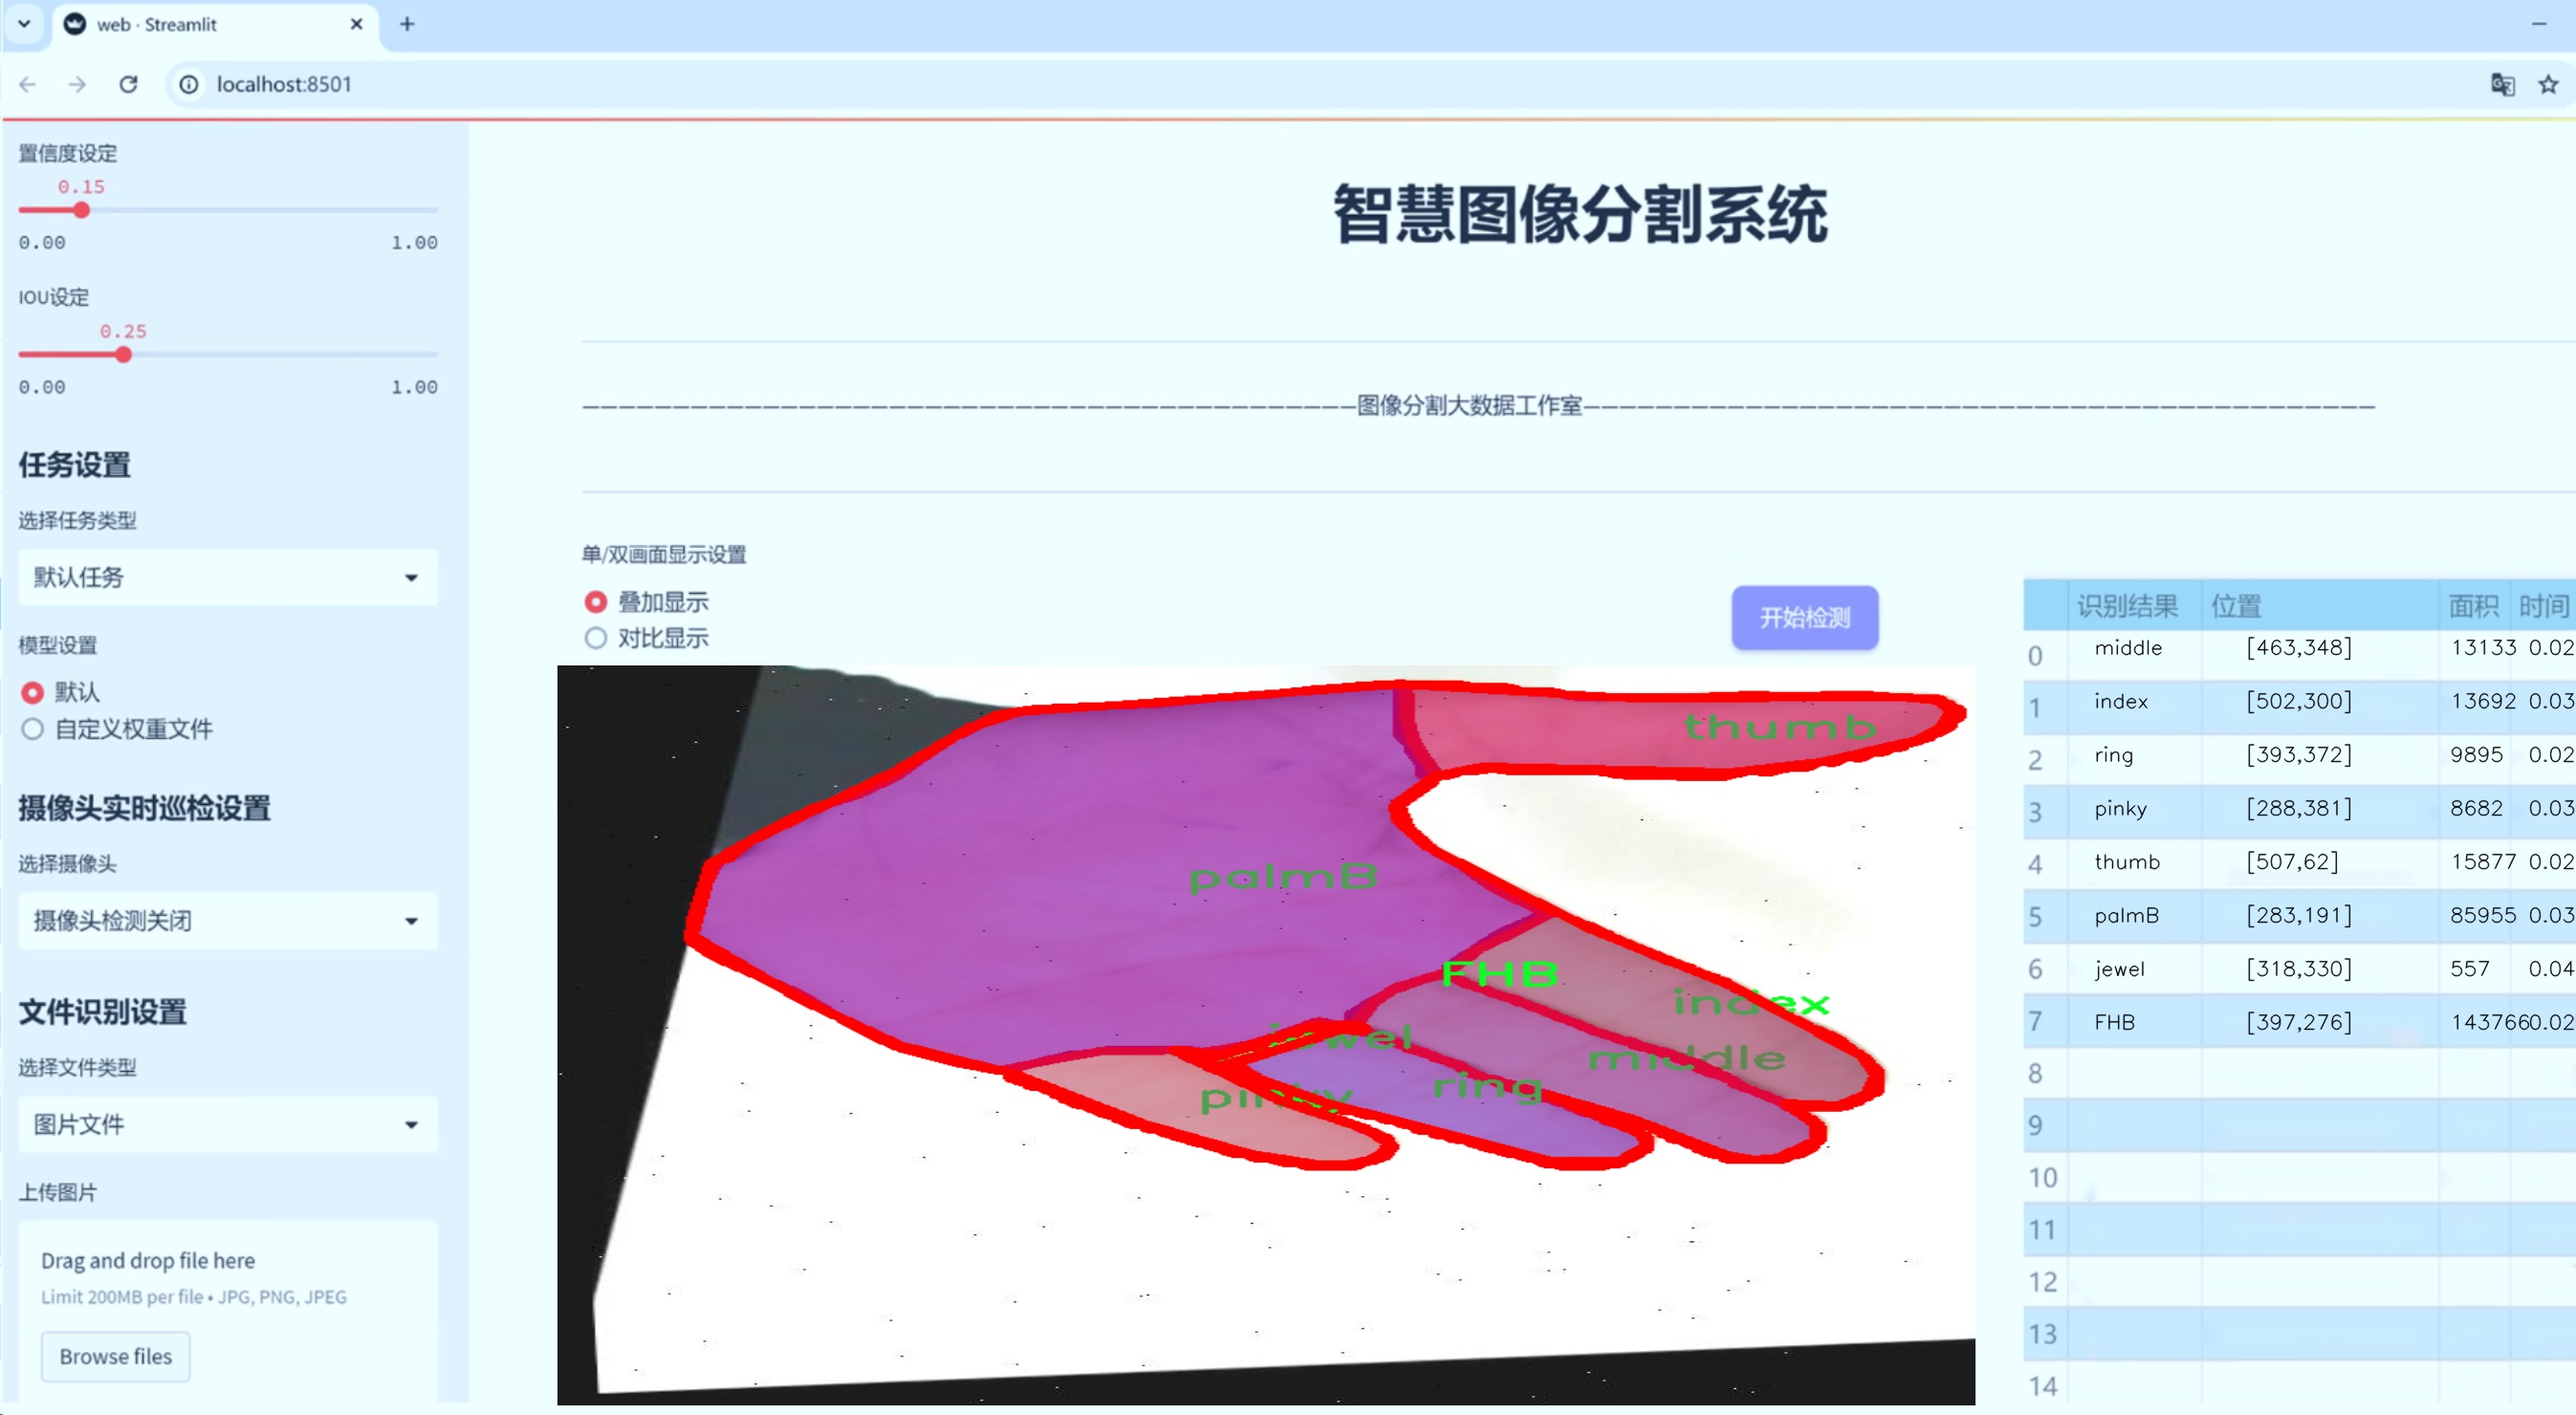 web · Streamlit
localhost:8501
置信度设定
0.15
0.00 1.00
IOU设定
0.25
0.00 1.00
任务设置
选择任务类型
默认任务
模型设置
默认
自定义权重文件
摄像头实时巡检设置
选择摄像头
摄像头检测关闭
文件识别设置
选择文件类型
图片文件
上传图片
Drag and drop file here
Limit 200MB per file • JPG, PNG, JPEG
Browse files
智慧图像分割系统
图像分割大数据工作室
单/双画面显示设置
叠加显示
对比显示
开始检测
thumb
palmB
FHB
index
jewel
middle
ring
pinky
识别结果 位置 面积 时间
0 middle [463,348] 13133 0.02
1 index [502,300] 13692 0.03
2 ring [393,372] 9895 0.02
3 pinky [288,381] 8682 0.03
4 thumb [507,62] 15877 0.02
5 palmB [283,191] 85955 0.03
6 jewel [318,330] 557 0.04
7 FHB [397,276] 143766 0.02
8
9
10
11
12
13
14